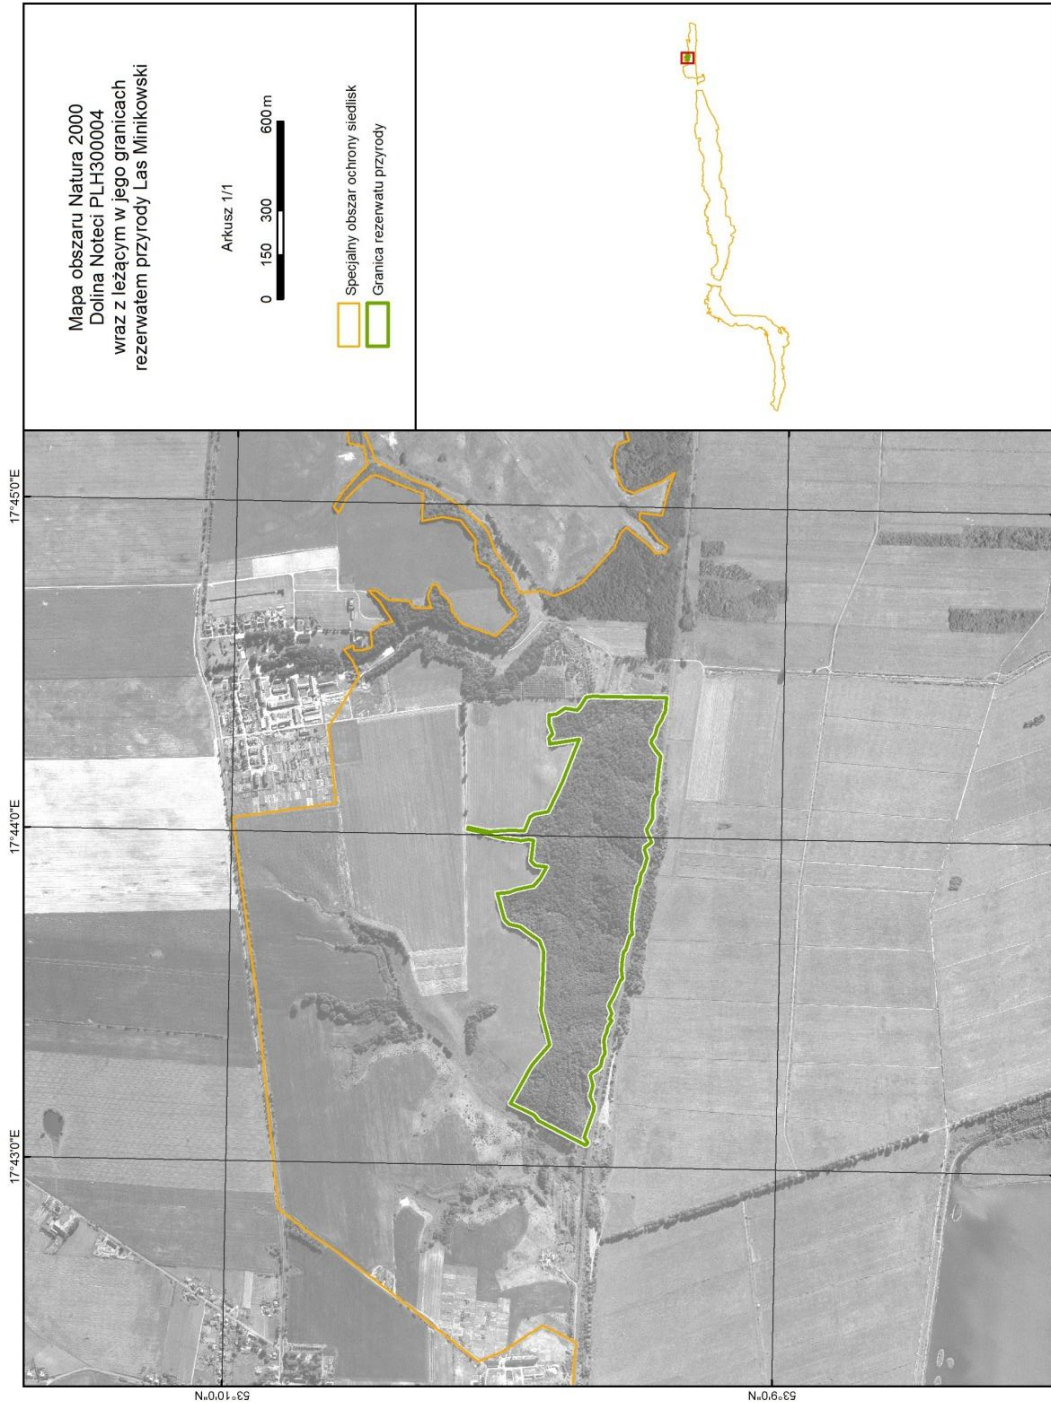 Mapa obszaru Natura 2000
Dolina Noteci PLH300004
wraz z leżącym w jego granicach
rezerwatem przyrody Las Minikowski
Arkusz 1/1
0 150 300 600 m
Specjalny obszar ochrony siedlisk
Granica rezerwatu przyrody
17°43'0"E 17°44'0"E 17°45'0"E
53°10'0"N
53°9'0"N